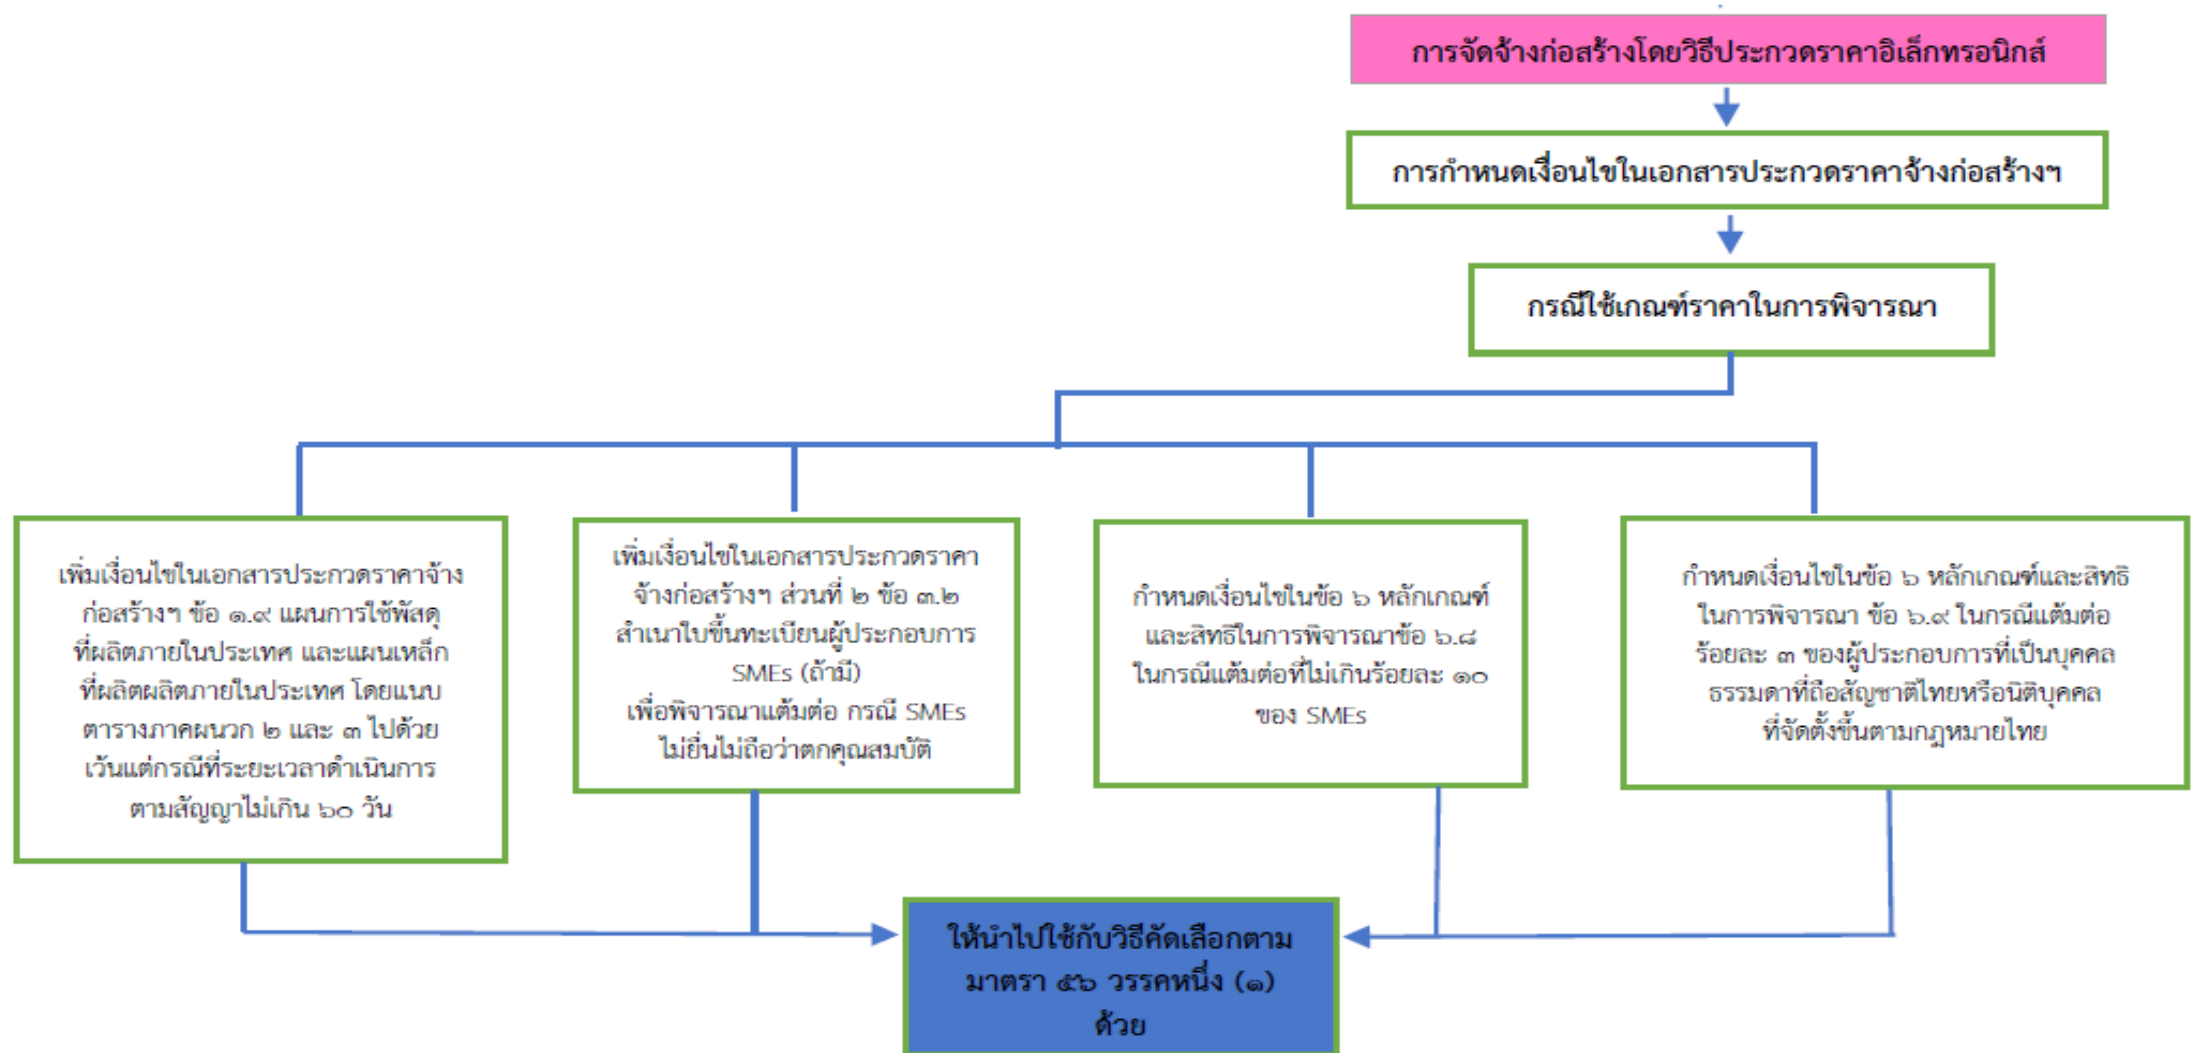 การจัดจ้างก่อสร้างโดยวิธีประกวดราคาอิเล็กทรอนิกส์
การกำหนดเงื่อนไขในเอกสารประกวดราคาจ้างก่อสร้างฯ
กรณีใช้เกณฑ์ราคาในการพิจารณา
เพิ่มเงื่อนไขในเอกสารประกวดราคาจ้าง
ก่อสร้างฯ ข้อ ๑.๙ แผนการใช้พัสดุ
ที่ผลิตภายในประเทศ และแผนเหล็ก
ที่ผลิตผลิตภายในประเทศ โดยแนบ
ตารางภาคผนวก ๒ และ ๓ ไปด้วย
เว้นแต่กรณีที่ระยะเวลาดำเนินการ
ตามสัญญาไม่เกิน ๖๐ วัน
เพิ่มเงื่อนไขในเอกสารประกวดราคา
จ้างก่อสร้างฯ ส่วนที่ ๒ ข้อ ๓.๒
สำเนาใบขึ้นทะเบียนผู้ประกอบการ
SMEs (ถ้ามี)
เพื่อพิจารณาแต้มต่อ กรณี SMEs
ไม่ยื่นไม่ถือว่าตกคุณสมบัติ
กำหนดเงื่อนไขในข้อ ๖ หลักเกณฑ์
และสิทธิในการพิจารณาข้อ ๖.๘
ในกรณีแต้มต่อที่ไม่เกินร้อยละ ๑๐
ของ SMEs
กำหนดเงื่อนไขในข้อ ๖ หลักเกณฑ์และสิทธิ
ในการพิจารณา ข้อ ๖.๙ ในกรณีแต้มต่อ
ร้อยละ ๓ ของผู้ประกอบการที่เป็นบุคคล
ธรรมดาที่ถือสัญชาติไทยหรือนิติบุคคล
ที่จัดตั้งขึ้นตามกฎหมายไทย
ให้นำไปใช้กับวิธีคัดเลือกตาม
มาตรา ๕๖ วรรคหนึ่ง (๑)
ด้วย